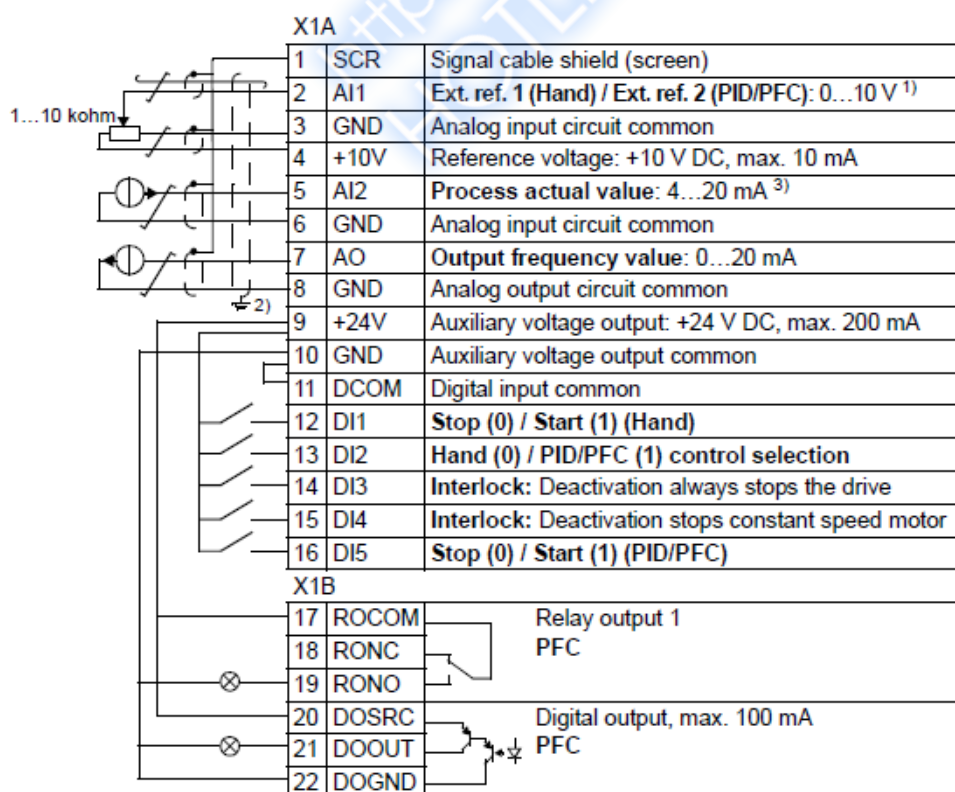 http
HOTL
X1A
1 SCR Signal cable shield (screen)
2 AI1 Ext. ref. 1 (Hand) / Ext. ref. 2 (PID/PFC): 0…10 V 1)
1…10 kohm
3 GND Analog input circuit common
4 +10V Reference voltage: +10 V DC, max. 10 mA
5 AI2 Process actual value: 4…20 mA 3)
6 GND Analog input circuit common
7 AO Output frequency value: 0…20 mA
8 GND Analog output circuit common
2)
9 +24V Auxiliary voltage output: +24 V DC, max. 200 mA
10 GND Auxiliary voltage output common
11 DCOM Digital input common
12 DI1 Stop (0) / Start (1) (Hand)
13 DI2 Hand (0) / PID/PFC (1) control selection
14 DI3 Interlock: Deactivation always stops the drive
15 DI4 Interlock: Deactivation stops constant speed motor
16 DI5 Stop (0) / Start (1) (PID/PFC)
X1B
17 ROCOM Relay output 1
18 RONC PFC
19 RONO
20 DOSRC Digital output, max. 100 mA
21 DOOUT PFC
22 DOGND